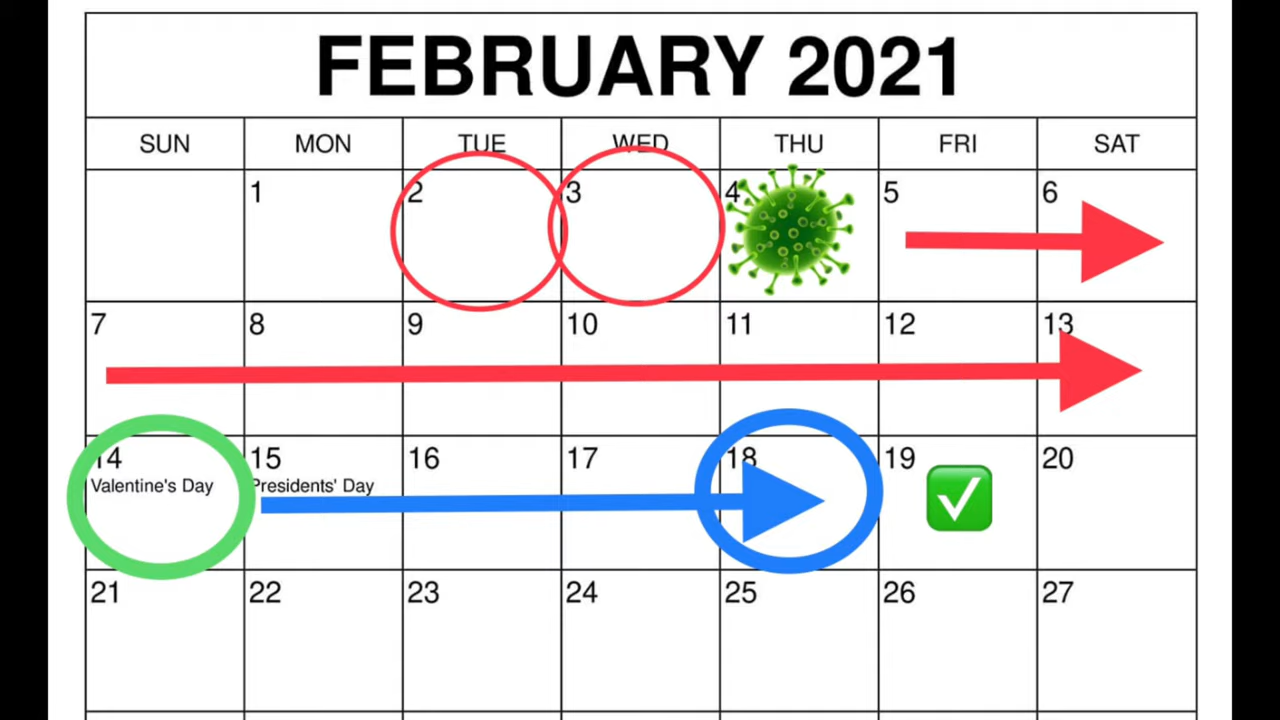 FEBRUARY 2021
SUN MON TUE WED THU FRI SAT
1 2 3 4 5 6
7 8 9 10 11 12 13
14 15 16 17 18 19 20
Valentine's Day Presidents' Day
21 22 23 24 25 26 27